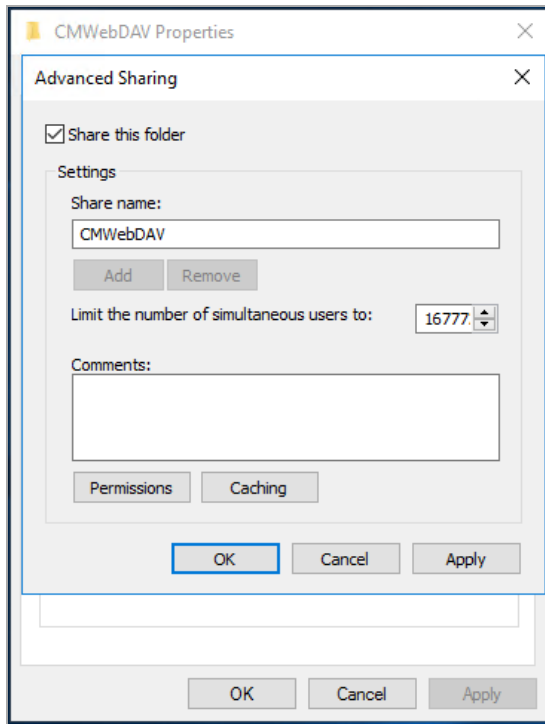 CMWebDAV Properties
Advanced Sharing
Share this folder
Settings
Share name:
CMWebDAV
Add Remove
Limit the number of simultaneous users to: 16777
Comments:
Permissions Caching
OK Cancel Apply
OK Cancel Apply